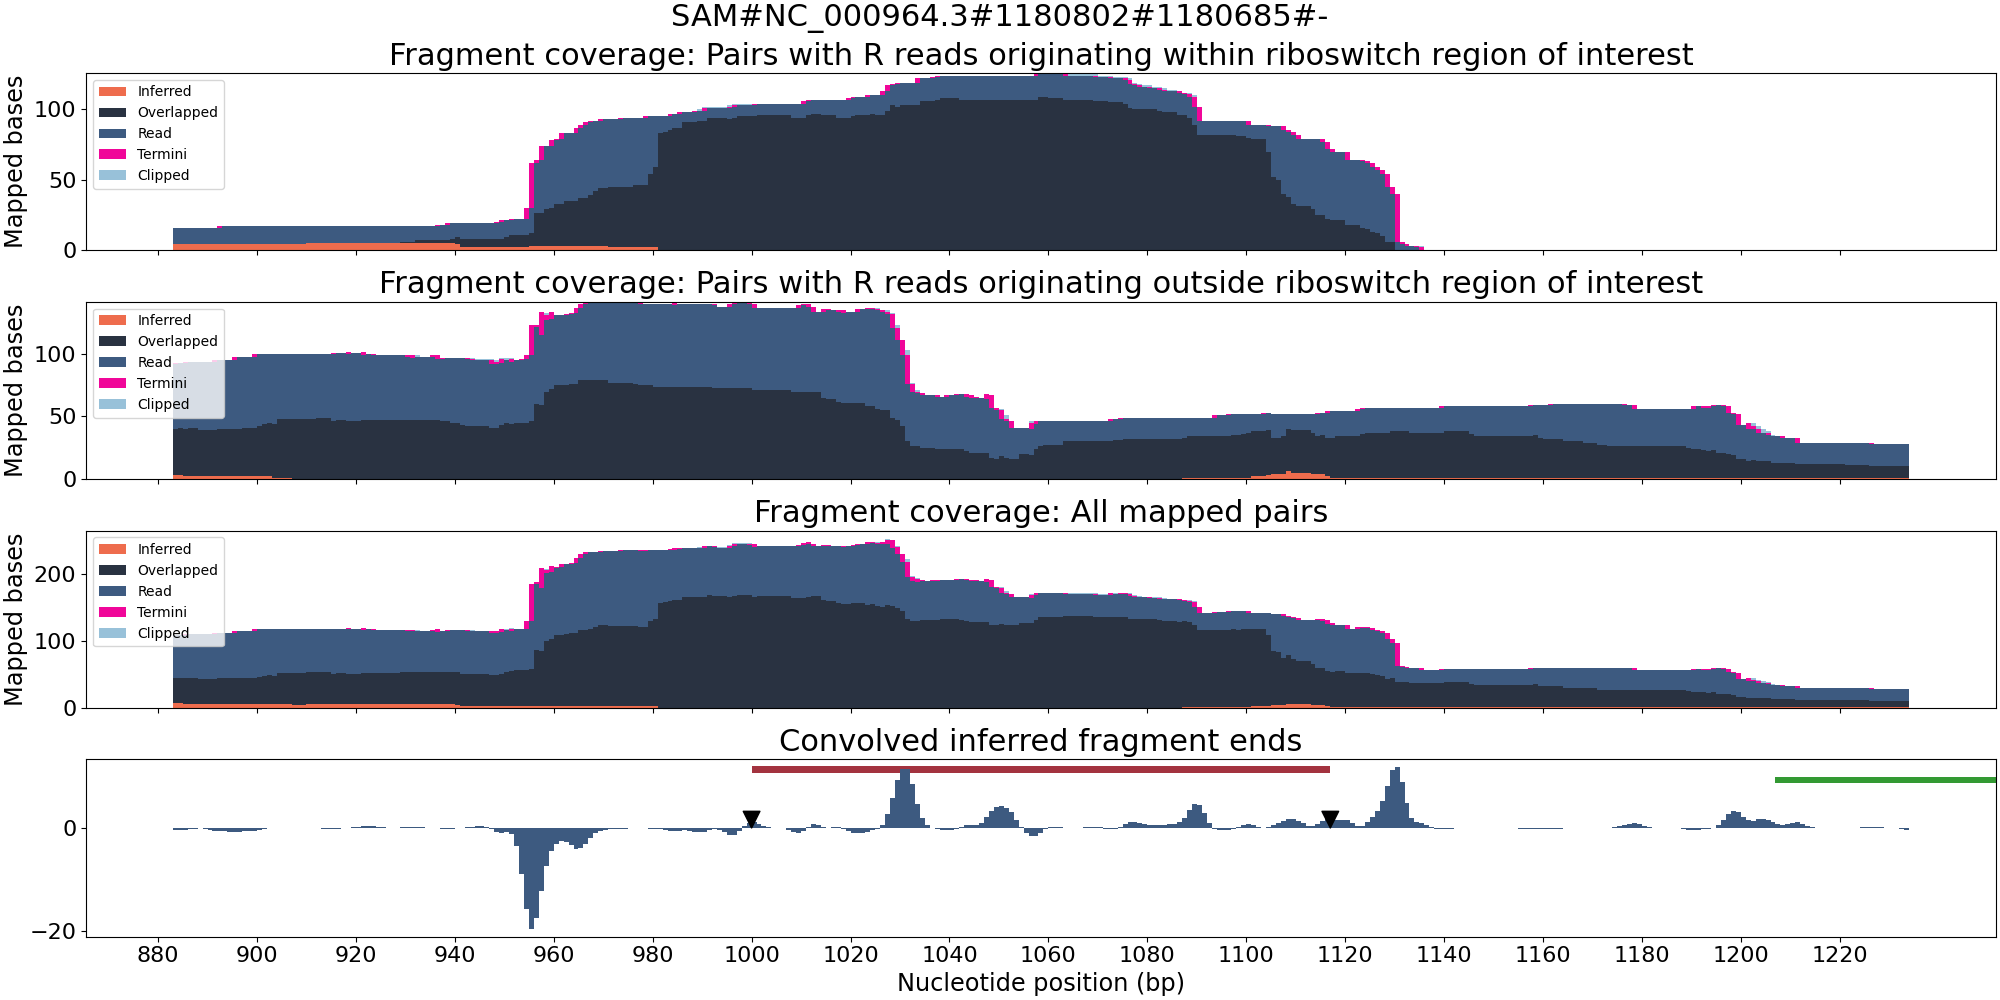 SAM#NC_000964.3#1180802#1180685#-
Fragment coverage: Pairs with R reads originating within riboswitch region of interest
Mapped bases
100
50
0
Inferred
Overlapped
Read
Termini
Clipped
Fragment coverage: Pairs with R reads originating outside riboswitch region of interest
Mapped bases
100
50
0
Inferred
Overlapped
Read
Termini
Clipped
Fragment coverage: All mapped pairs
Mapped bases
200
100
0
Inferred
Overlapped
Read
Termini
Clipped
Convolved inferred fragment ends
0
−20
880 900 920 940 960 980 1000 1020 1040 1060 1080 1100 1120 1140 1160 1180 1200 1220
Nucleotide position (bp)